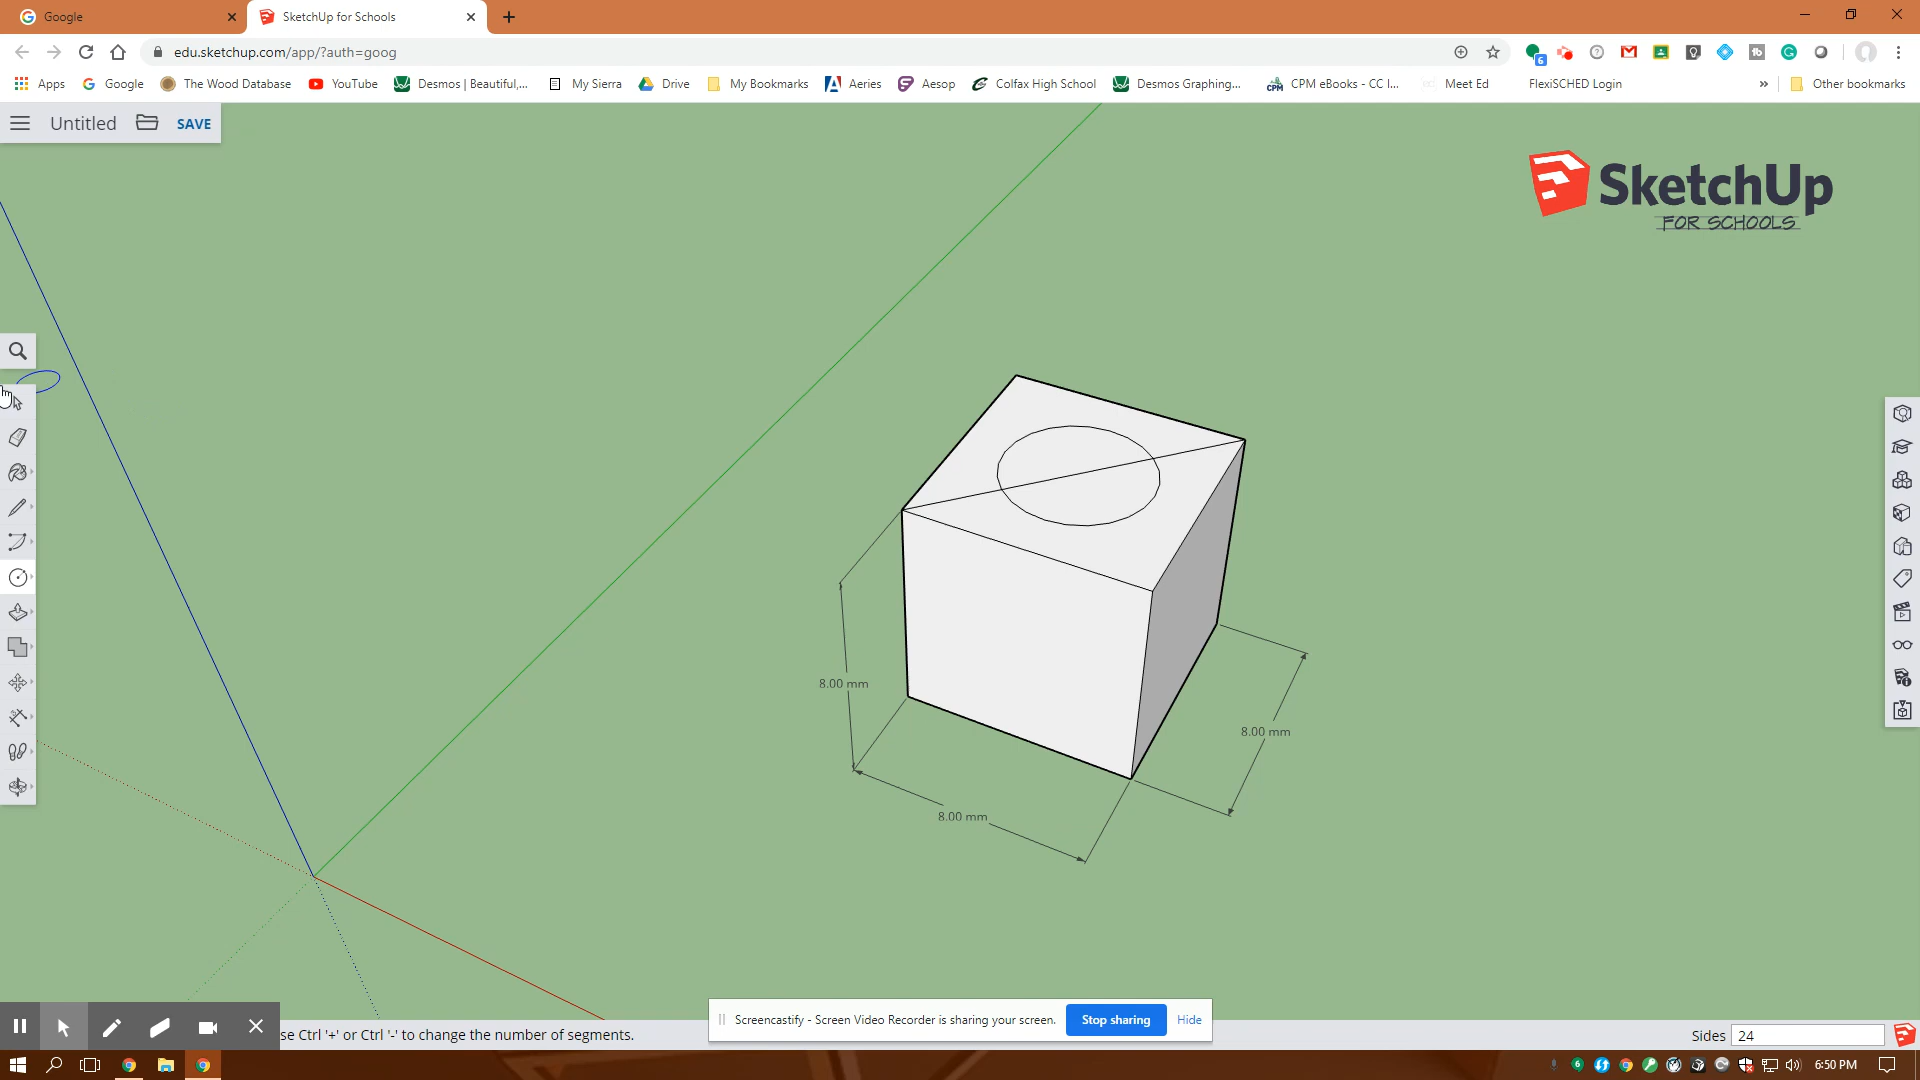 Google
SketchUp for Schools
edu.sketchup.com/app/?auth=goog
6
Apps
Google
The Wood Database
YouTube
Desmos | Beautiful,...
My Sierra
Drive
My Bookmarks
Aeries
Aesop
Colfax High School
Desmos Graphing...
CPM
CPM eBooks - CC I...
Meet Ed
FlexiSCHED Login
»
Other bookmarks
Untitled
SAVE
SketchUp
FOR SCHOOLS
8.00 mm
8.00 mm
8.00 mm
se Ctrl '+' or Ctrl '-' to change the number of segments.
Screencastify - Screen Video Recorder is sharing your screen.
Stop sharing
Hide
Sides
24
6:50 PM